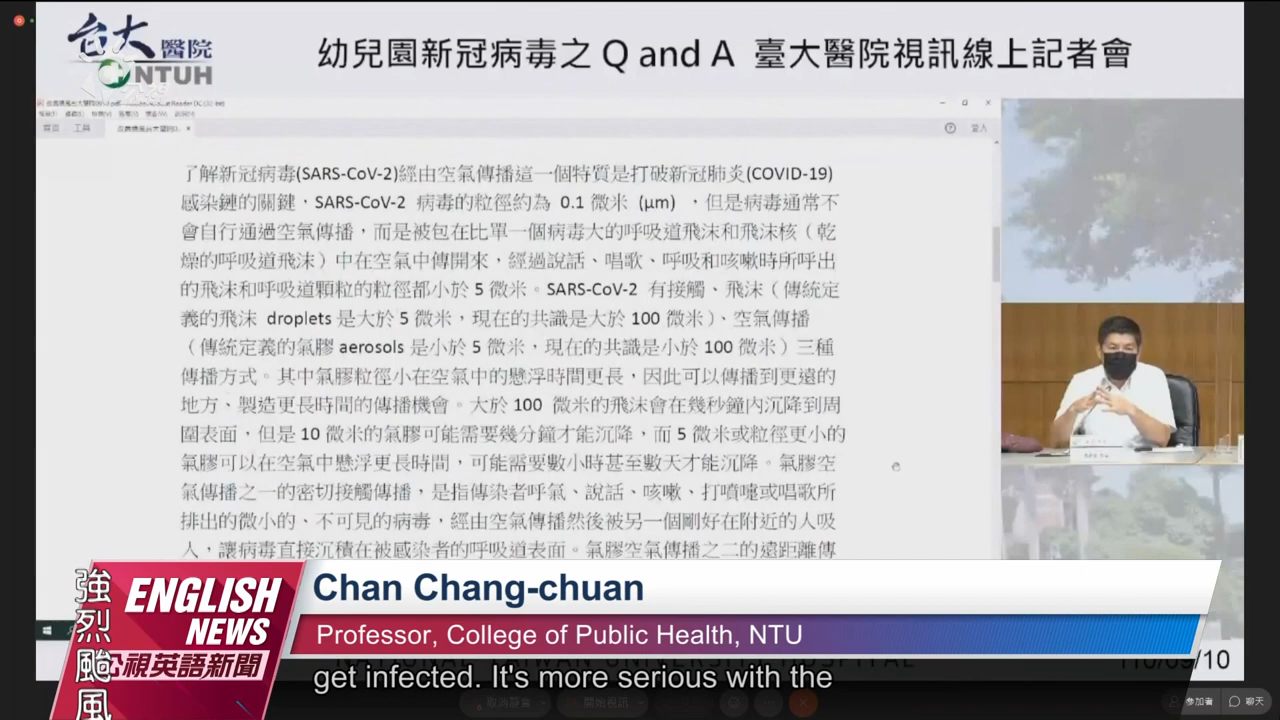 台大醫院
NTUH
幼兒園新冠病毒之 Q and A 臺大醫院視訊線上記者會
首頁 工具
登入
了解新冠病毒(SARS-CoV-2)經由空氣傳播這一個特質是打破新冠肺炎(COVID-19)
感染鏈的關鍵，SARS-CoV-2 病毒的粒徑約為 0.1 微米 (μm) ，但是病毒通常不
會自行通過空氣傳播，而是被包在比單一個病毒大的呼吸道飛沫和飛沫核（乾
燥的呼吸道飛沫）中在空氣中傳開來，經過說話、唱歌、呼吸和咳嗽時所呼出
的飛沫和呼吸道顆粒的粒徑都小於 5 微米。SARS-CoV-2 有接觸、飛沫（傳統定
義的飛沫 droplets 是大於 5 微米，現在的共識是大於 100 微米）、空氣傳播
（傳統定義的氣膠 aerosols 是小於 5 微米，現在的共識是小於 100 微米）三種
傳播方式。其中氣膠粒徑小在空氣中的懸浮時間更長，因此可以傳播到更遠的
地方、製造更長時間的傳播機會。大於 100 微米的飛沫會在幾秒鐘內沉降到周
圍表面，但是 10 微米的氣膠可能需要幾分鐘才能沉降，而 5 微米或粒徑更小的
氣膠可以在空氣中懸浮更長時間，可能需要數小時甚至數天才能沉降。氣膠空
氣傳播之一的密切接觸傳播，是指傳染者呼氣、說話、咳嗽、打噴嚏或唱歌所
排出的微小的、不可見的病毒，經由空氣傳播然後被另一個剛好在附近的人吸
入，讓病毒直接沉積在被感染者的呼吸道表面。氣膠空氣傳播之二的遠距離傳
強烈颱風
ENGLISH
NEWS
公視英語新聞
Chan Chang-chuan
Professor, College of Public Health, NTU
get infected. It's more serious with the
110/09/10
取消靜音
開始視訊
參加者
聊天